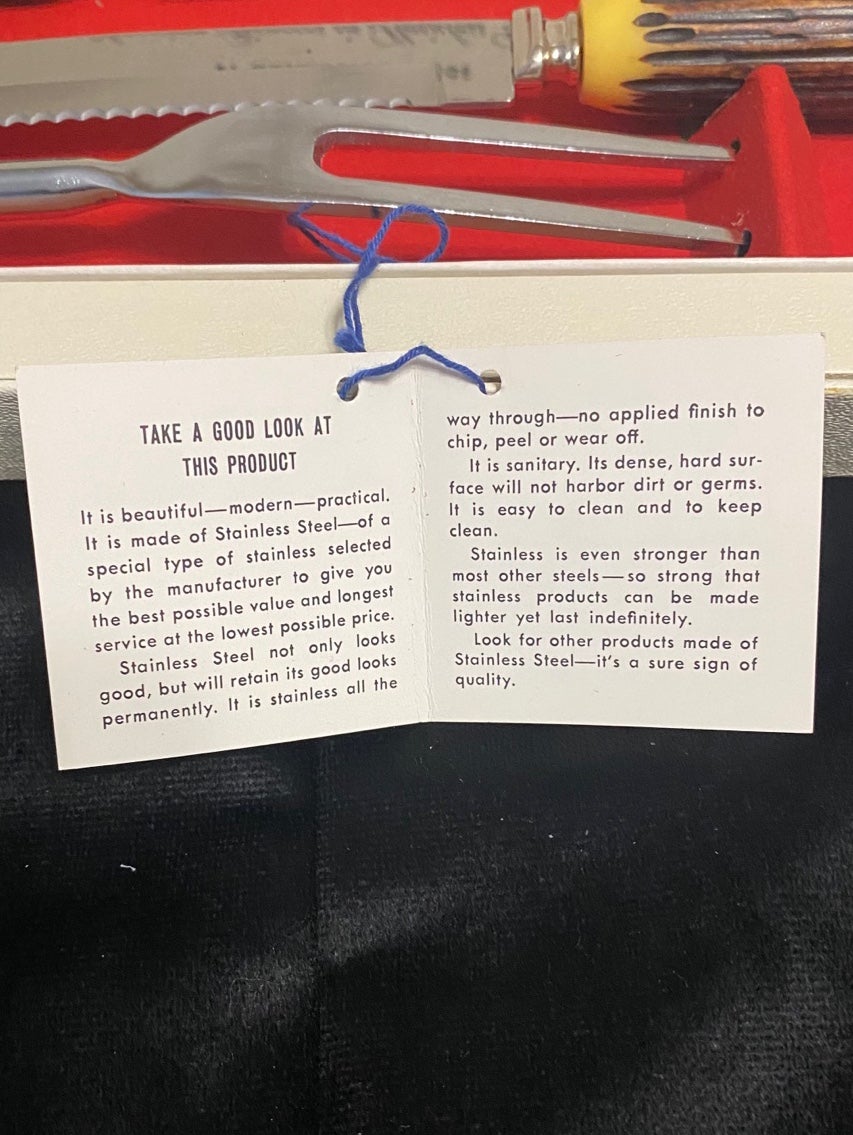 TAKE A GOOD LOOK AT
THIS PRODUCT
It is beautiful—modern—practical.
It is made of Stainless Steel—of a
special type of stainless selected
by the manufacturer to give you
the best possible value and longest
service at the lowest possible price.
Stainless Steel not only looks
good, but will retain its good looks
permanently. It is stainless all the
way through—no applied finish to
chip, peel or wear off.
It is sanitary. Its dense, hard sur-
face will not harbor dirt or germs.
It is easy to clean and to keep
clean.
Stainless is even stronger than
most other steels—so strong that
stainless products can be made
lighter yet last indefinitely.
Look for other products made of
Stainless Steel—it's a sure sign of
quality.